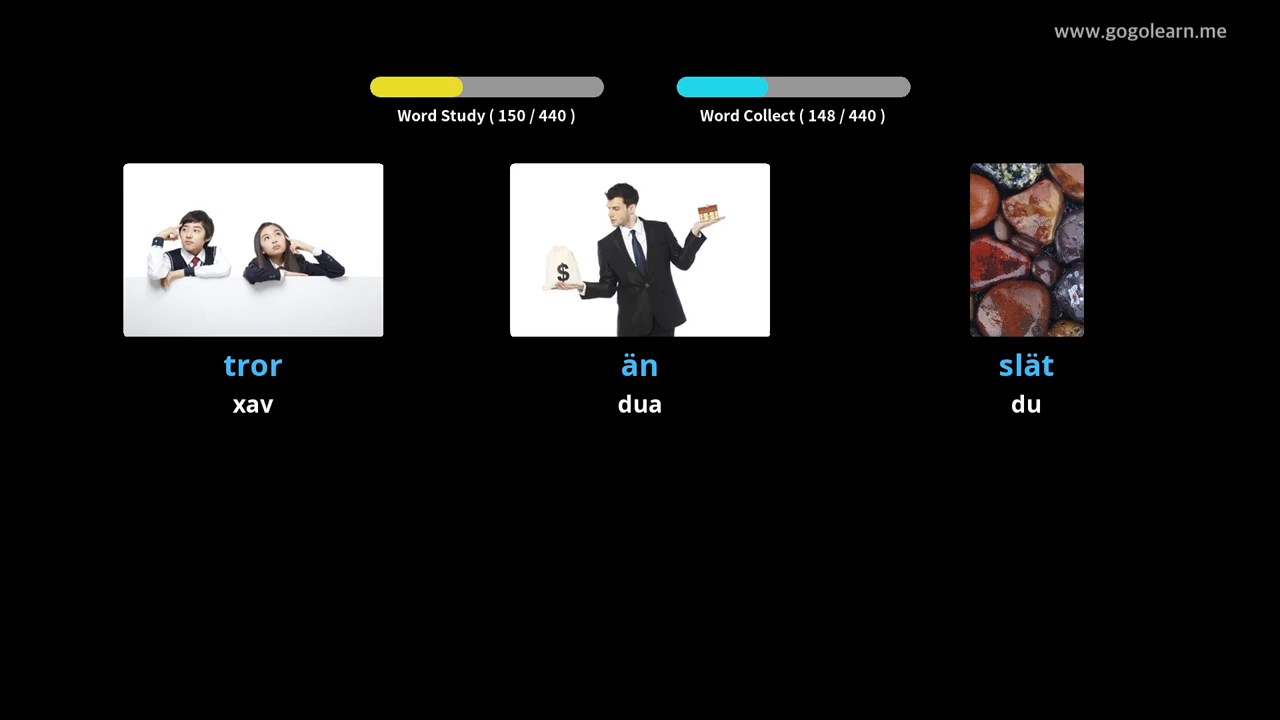 www.gogolearn.me
Word Study ( 150 / 440 )
Word Collect ( 148 / 440 )
$
tror
än
slät
xav
dua
du